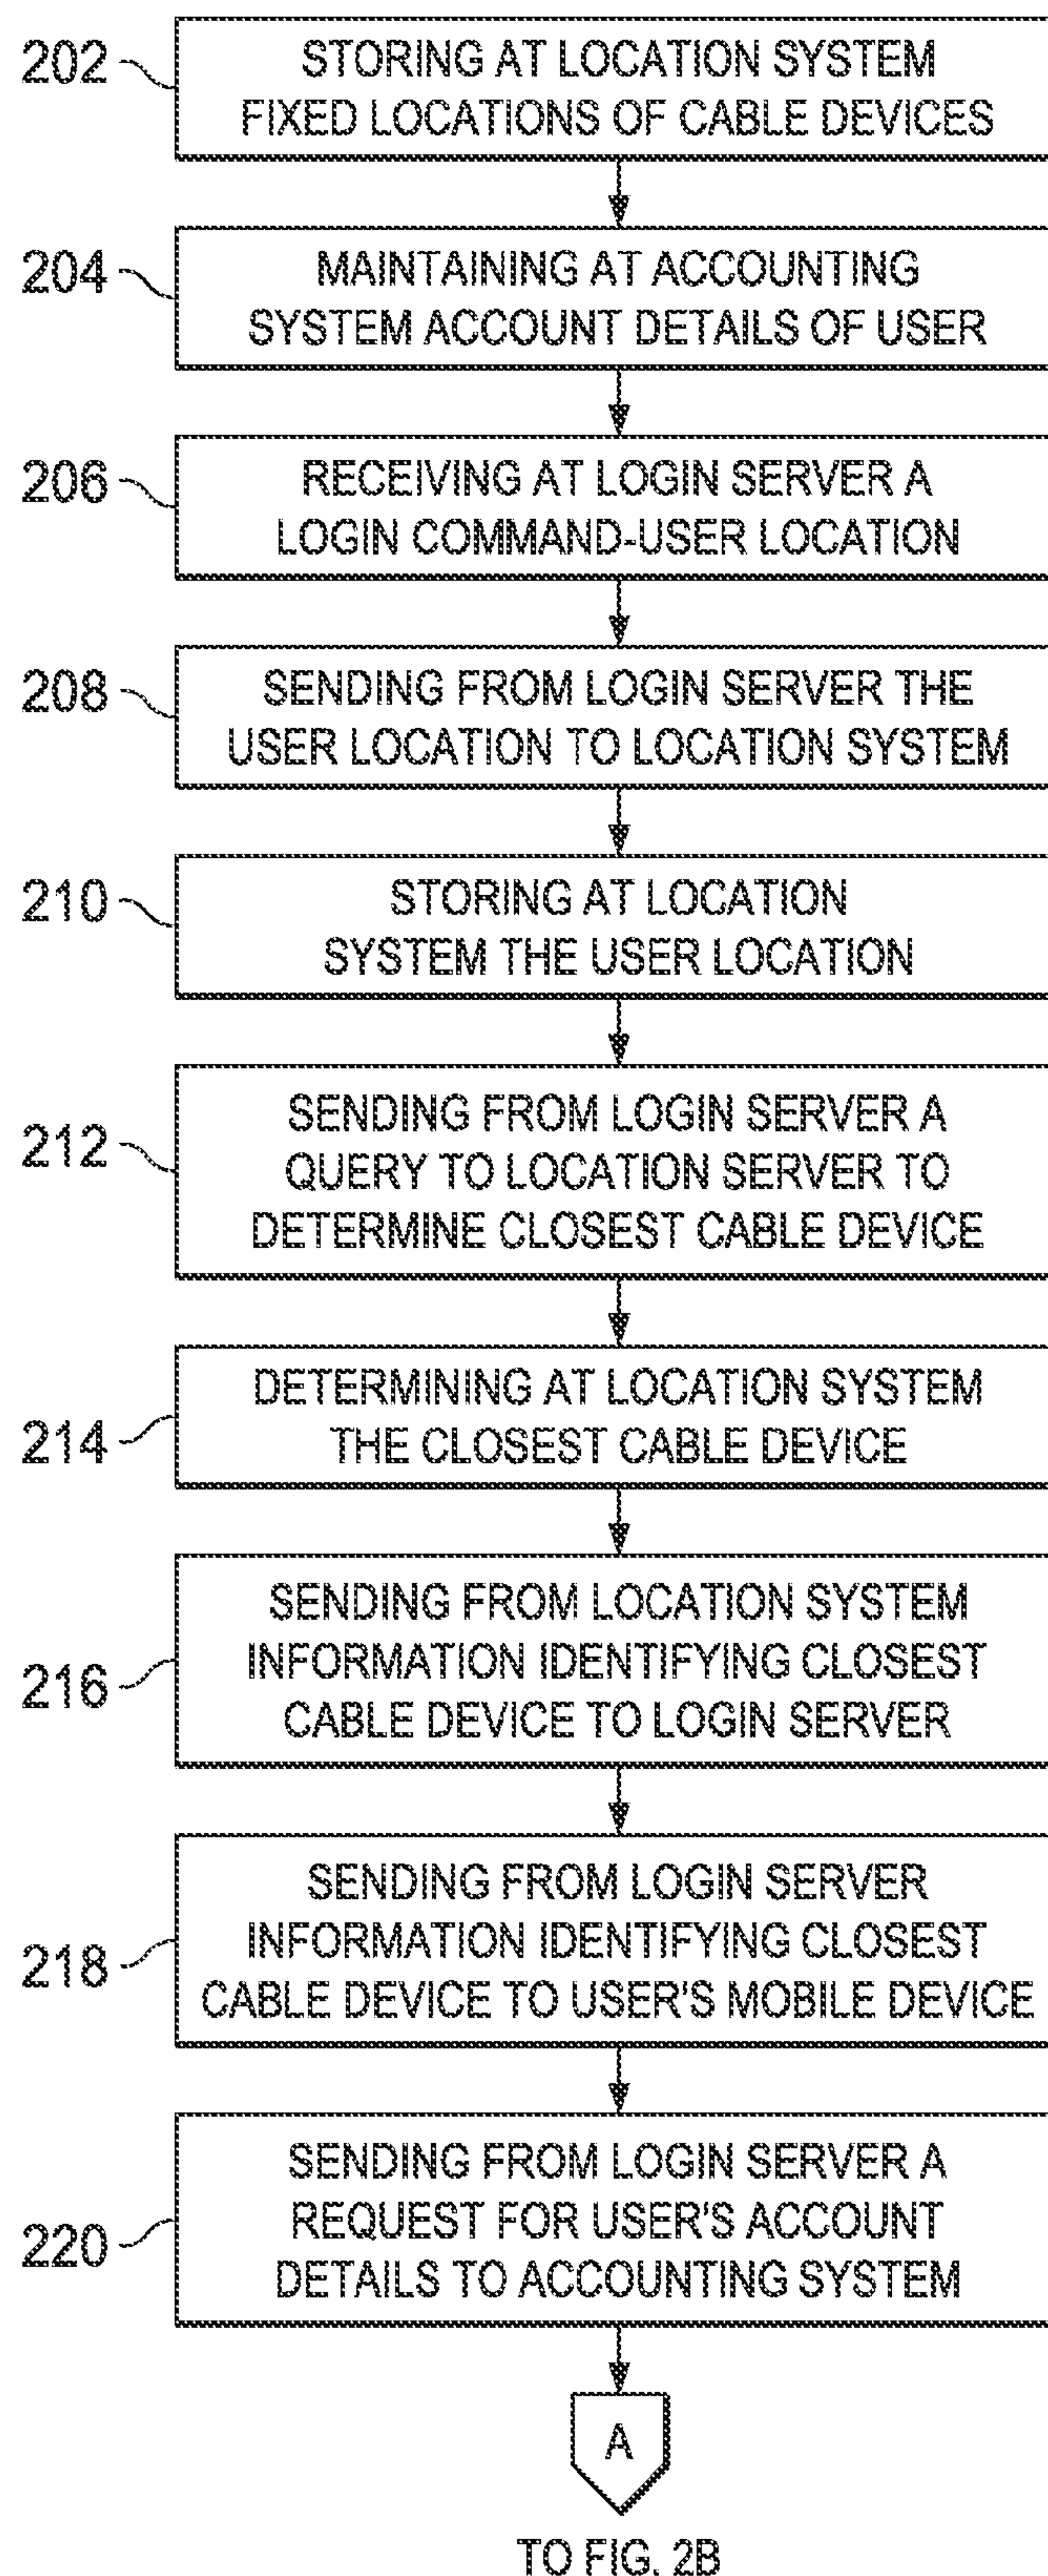 202
STORING AT LOCATION SYSTEM
FIXED LOCATIONS OF CABLE DEVICES
204
MAINTAINING AT ACCOUNTING
SYSTEM ACCOUNT DETAILS OF USER
206
RECEIVING AT LOGIN SERVER A
LOGIN COMMAND-USER LOCATION
208
SENDING FROM LOGIN SERVER THE
USER LOCATION TO LOCATION SYSTEM
210
STORING AT LOCATION
SYSTEM THE USER LOCATION
212
SENDING FROM LOGIN SERVER A
QUERY TO LOCATION SERVER TO
DETERMINE CLOSEST CABLE DEVICE
214
DETERMINING AT LOCATION SYSTEM
THE CLOSEST CABLE DEVICE
216
SENDING FROM LOCATION SYSTEM
INFORMATION IDENTIFYING CLOSEST
CABLE DEVICE TO LOGIN SERVER
218
SENDING FROM LOGIN SERVER
INFORMATION IDENTIFYING CLOSEST
CABLE DEVICE TO USER'S MOBILE DEVICE
220
SENDING FROM LOGIN SERVER A
REQUEST FOR USER'S ACCOUNT
DETAILS TO ACCOUNTING SYSTEM
A
TO FIG. 2B